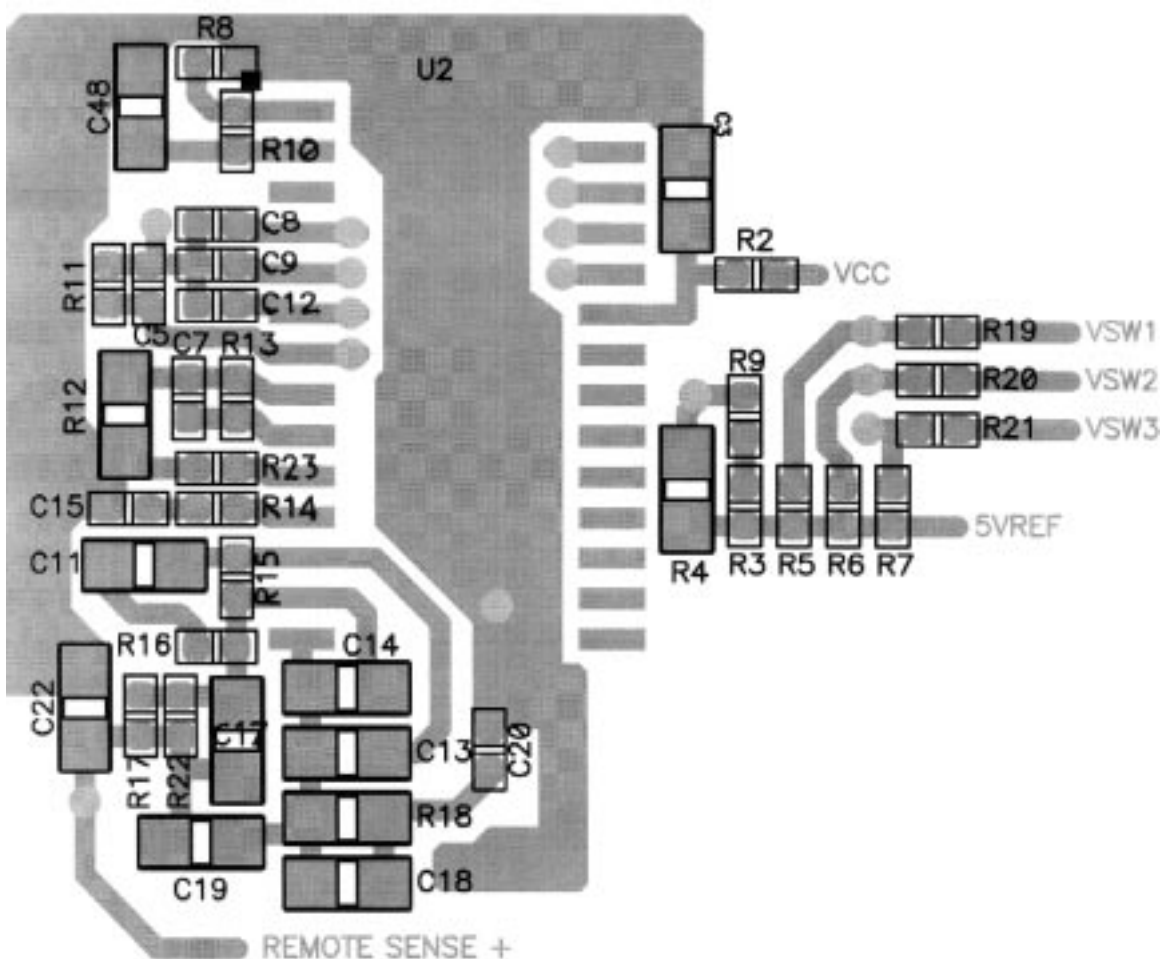 R8
U2
C48
R10
R2
VCC
C8
C9
R11
C12
C5
C7
R13
R19
VSW1
R9
R20
VSW2
R12
R21
VSW3
R23
C15
R14
5VREF
C11
R15
R4
R3
R5
R6
R7
R16
C14
C22
C17
C13
C20
R17
R22
R18
C19
C18
REMOTE SENSE +